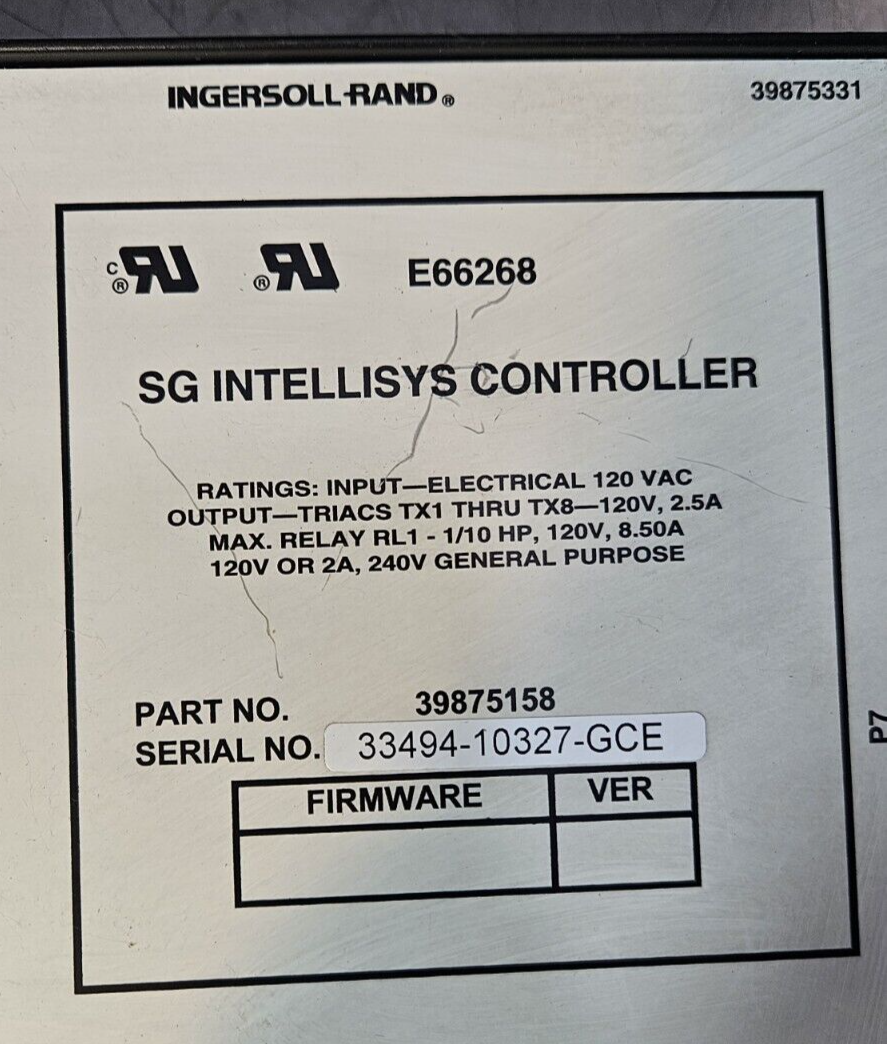 INGERSOLL-RAND® 39875331
C RU® RU® E66268
SG INTELLISYS CONTROLLER
RATINGS: INPUT—ELECTRICAL 120 VAC
OUTPUT—TRIACS TX1 THRU TX8—120V, 2.5A
MAX. RELAY RL1 - 1/10 HP, 120V, 8.50A
120V OR 2A, 240V GENERAL PURPOSE
PART NO. 39875158
SERIAL NO. 33494-10327-GCE
FIRMWARE VER
P7